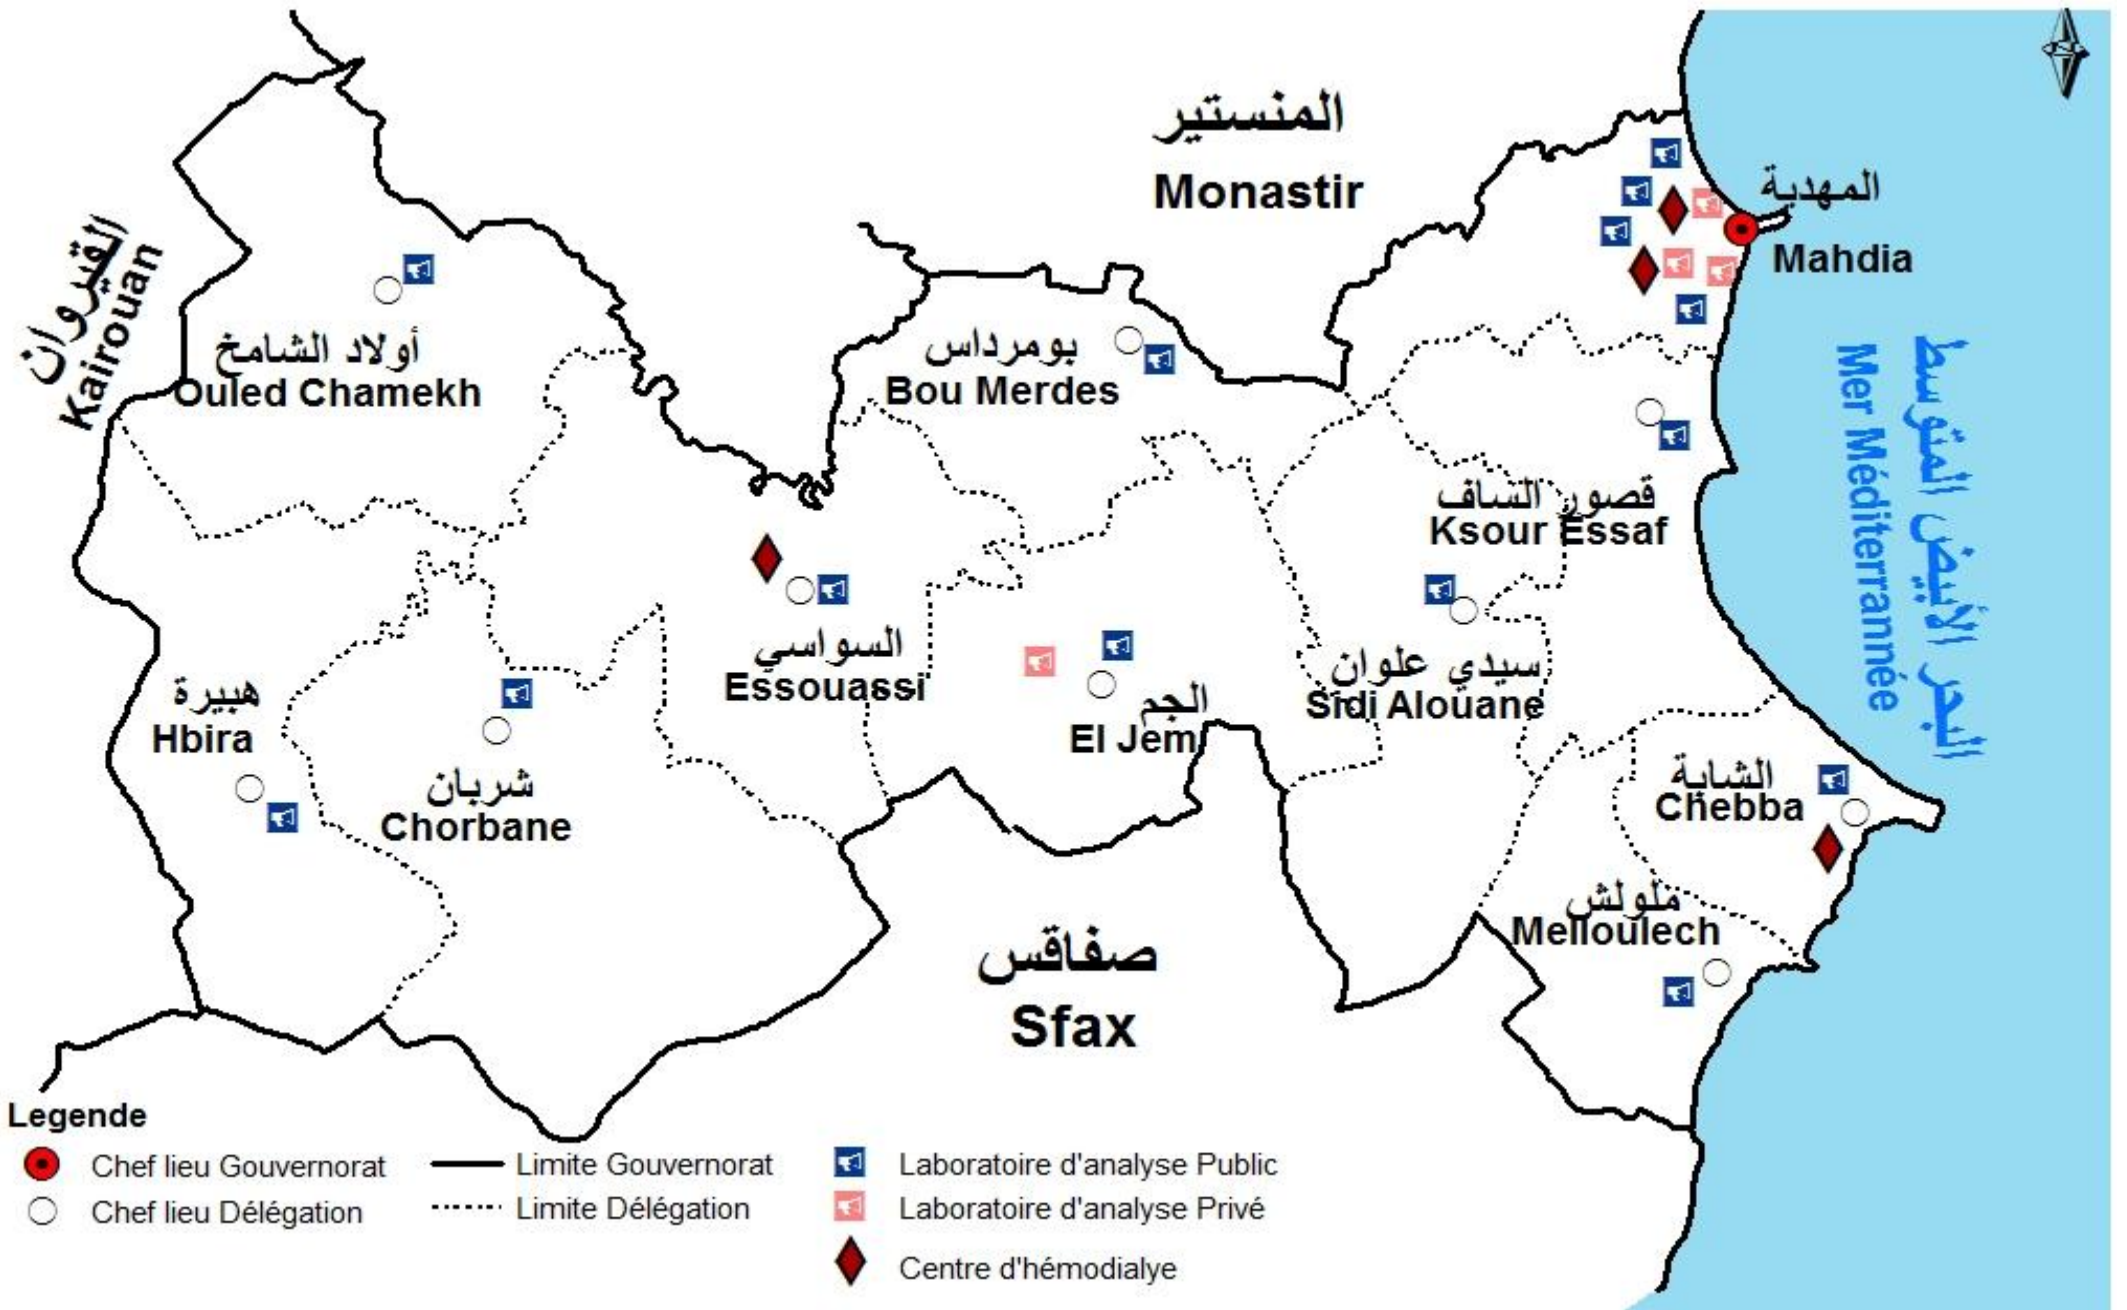 المنستير
Monastir
المهدية
Mahdia
القيروان
Kairouan
أولاد الشامخ
Ouled Chamekh
بومرداس
Bou Merdes
البحر الأبيض المتوسط
Mer Méditerrannée
قصور الساف
Ksour Essaf
السواسي
Essouassi
سيدي علوان
Sidi Alouane
هبيرة
Hbira
الجم
El Jem
شربان
Chorbane
الشابة
Chebba
ملولش
Melloulech
صفاقس
Sfax
Legende
Chef lieu Gouvernorat
Chef lieu Délégation
Limite Gouvernorat
Limite Délégation
Laboratoire d'analyse Public
Laboratoire d'analyse Privé
Centre d'hémodialye